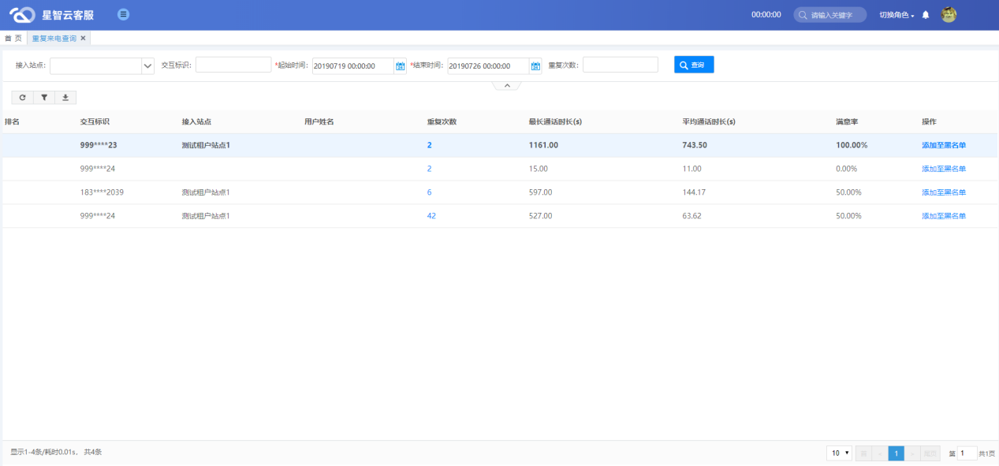 星智云客服 00:00:00 请输入关键字 切换角色
首 页 重复来电查询 ×
接入站点: 交互标识: *起始时间: 20190719 00:00:00 *结束时间: 20190726 00:00:00 重复次数: 查询
排名 交互标识 接入站点 用户姓名 重复次数 最长通话时长(s) 平均通话时长(s) 满意率 操作
999****23 测试租户站点1 2 1161.00 743.50 100.00% 添加至黑名单
999****24 2 15.00 11.00 0.00% 添加至黑名单
183****2039 测试租户站点1 6 597.00 144.17 50.00% 添加至黑名单
999****24 测试租户站点1 42 527.00 63.62 50.00% 添加至黑名单
显示1-4条/耗时0.01s， 共4条 10 1 第 1 共1页